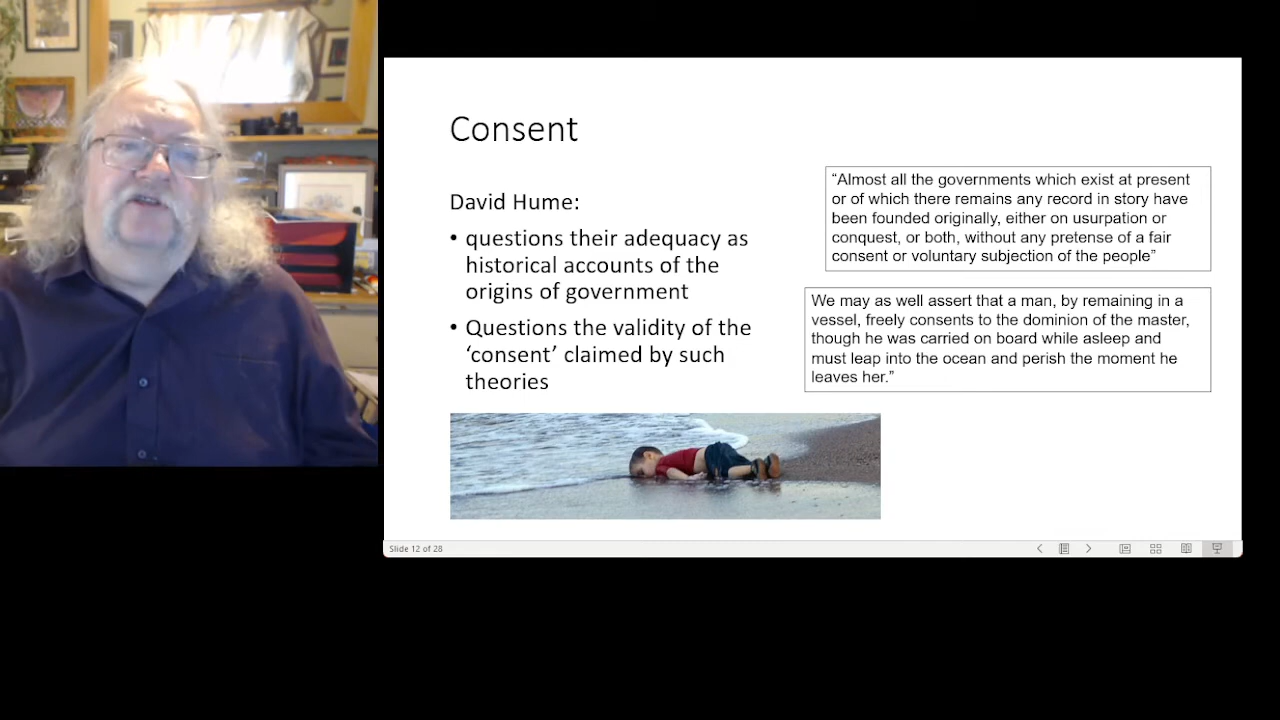 Consent
David Hume:
• questions their adequacy as
historical accounts of the
origins of government
• Questions the validity of the
‘consent’ claimed by such
theories
“Almost all the governments which exist at present
or of which there remains any record in story have
been founded originally, either on usurpation or
conquest, or both, without any pretense of a fair
consent or voluntary subjection of the people”
We may as well assert that a man, by remaining in a
vessel, freely consents to the dominion of the master,
though he was carried on board while asleep and
must leap into the ocean and perish the moment he
leaves her.”
Slide 12 of 28